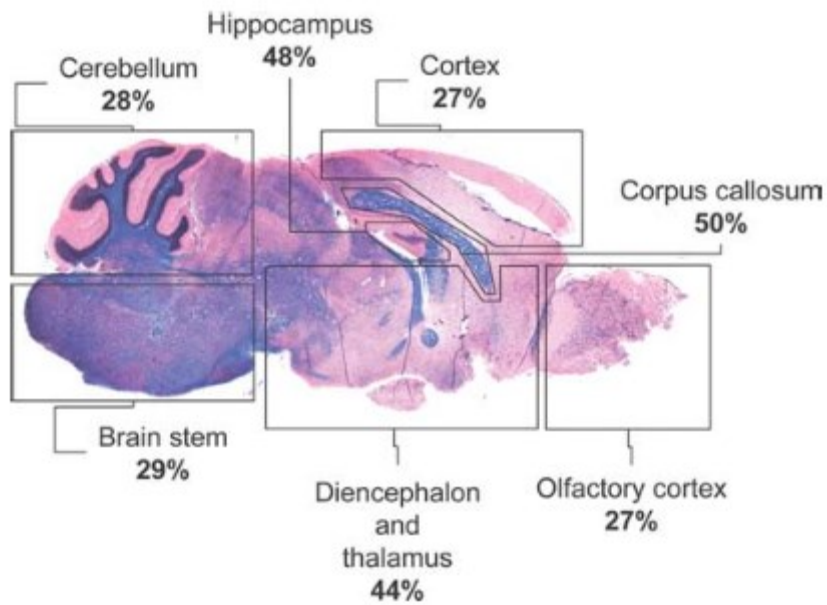 Hippocampus
48%
Cerebellum
28%
Cortex
27%
Corpus callosum
50%
Brain stem
29%
Diencephalon
and
thalamus
44%
Olfactory cortex
27%